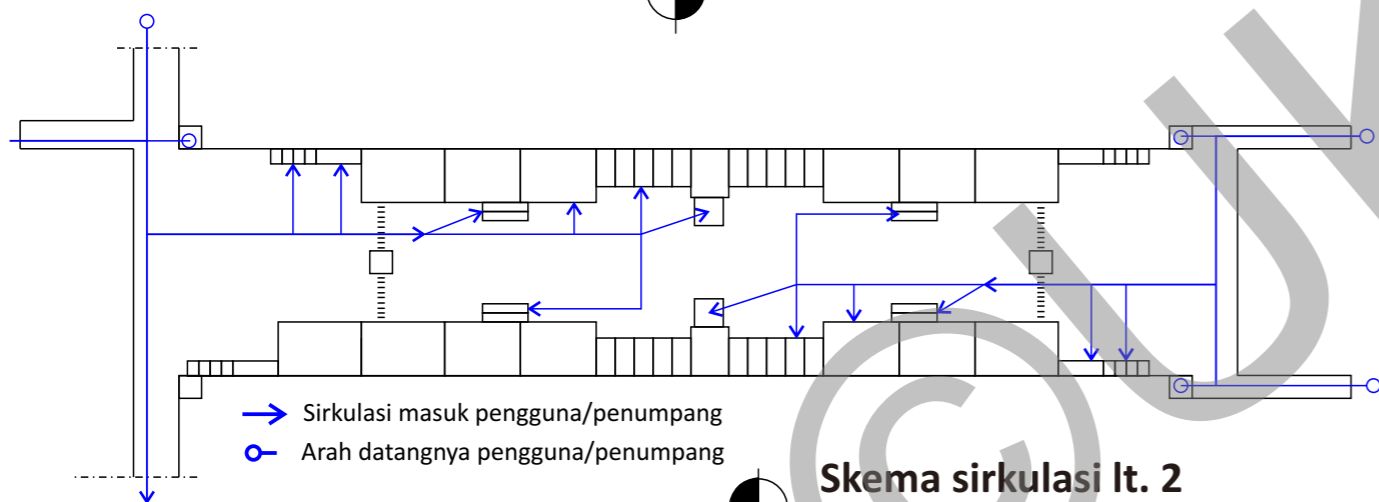 Sirkulasi masuk pengguna/penumpang
Arah datangnya pengguna/penumpang
Skema sirkulasi lt. 2